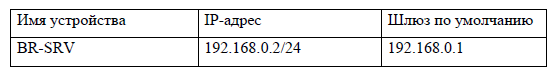 Имя устройства IP-адрес Шлюз по умолчанию
BR-SRV 192.168.0.2/24 192.168.0.1